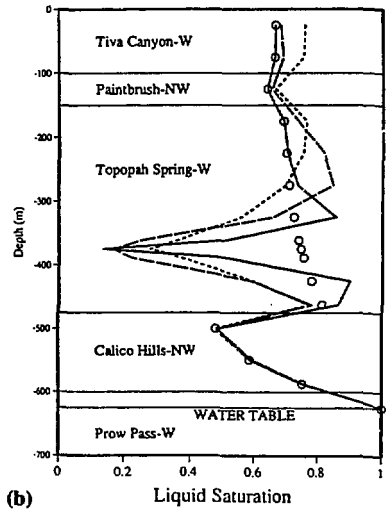 0
Tiva Canyon-W
-100
Paintbrush-NW
-200
Topopah Spring-W
Depth (m)
-300
-400
-500
Calico Hills-NW
-600
WATER TABLE
Prow Pass-W
-700
0 0.2 0.4 0.6 0.8 1
(b) Liquid Saturation